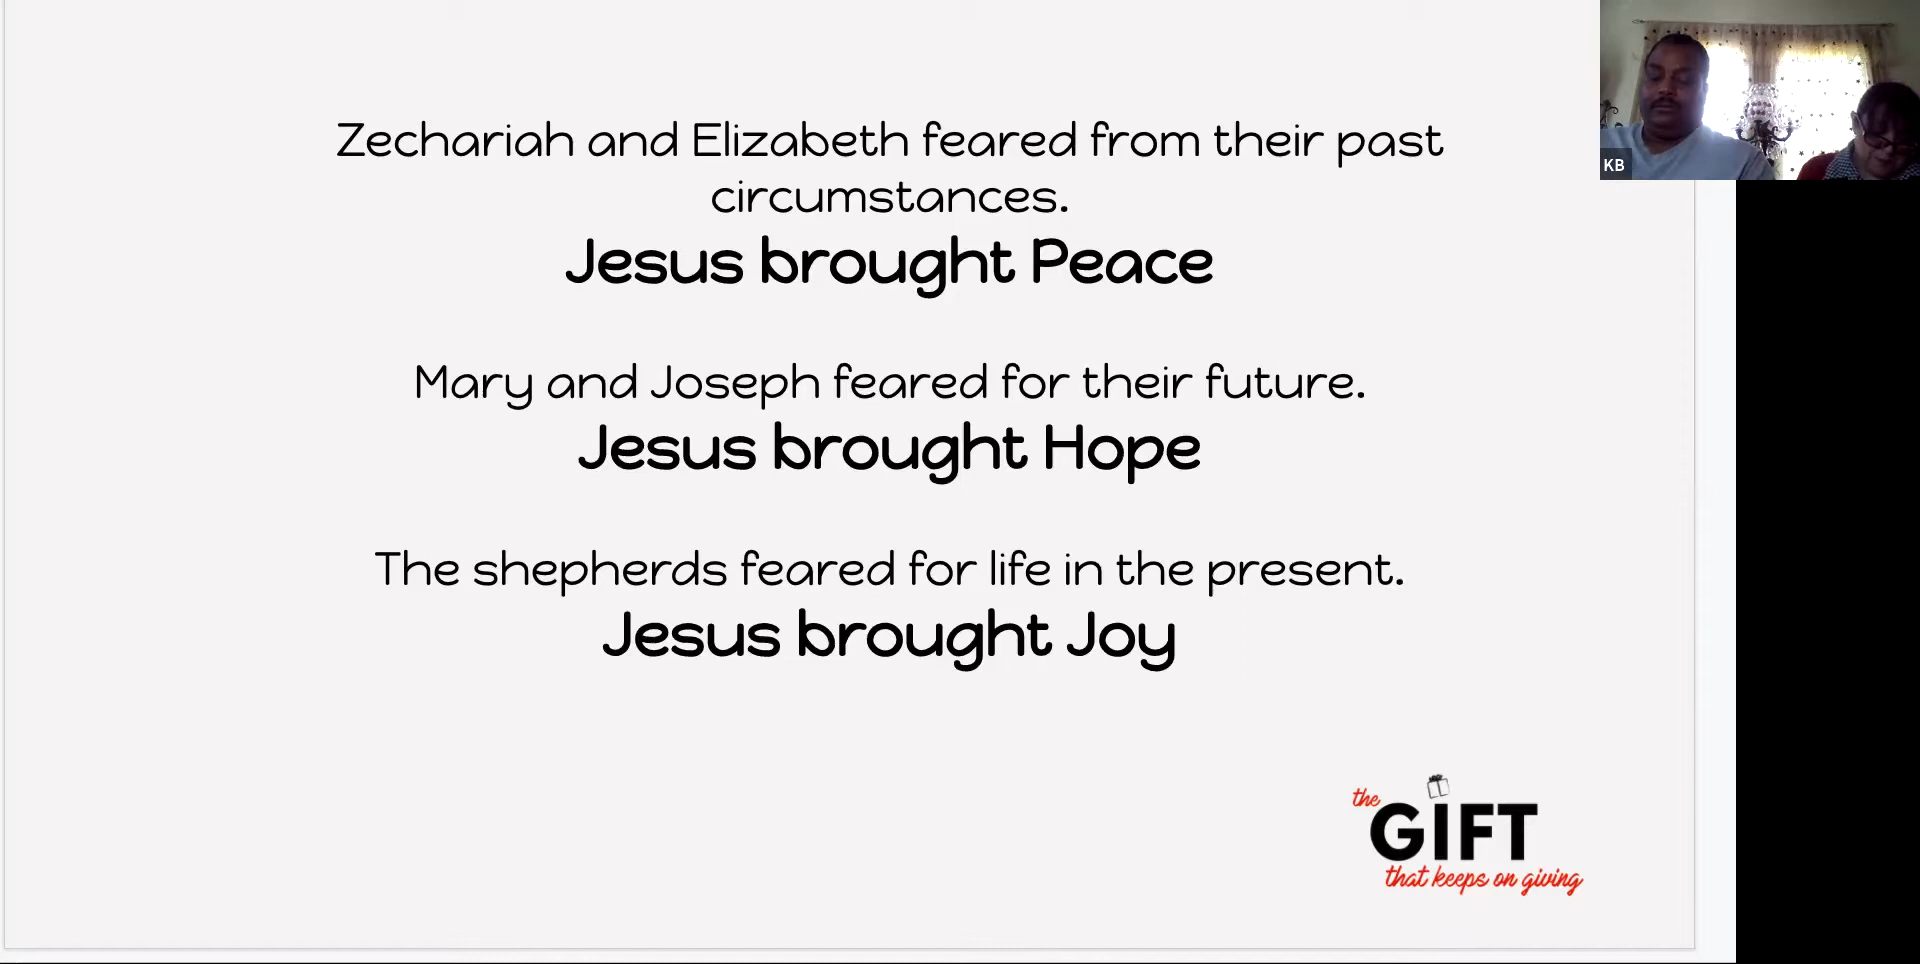 Zechariah and Elizabeth feared from their past
circumstances.
Jesus brought Peace
Mary and Joseph feared for their future.
Jesus brought Hope
The shepherds feared for life in the present.
Jesus brought Joy
the
GIFT
that keeps on giving
KB